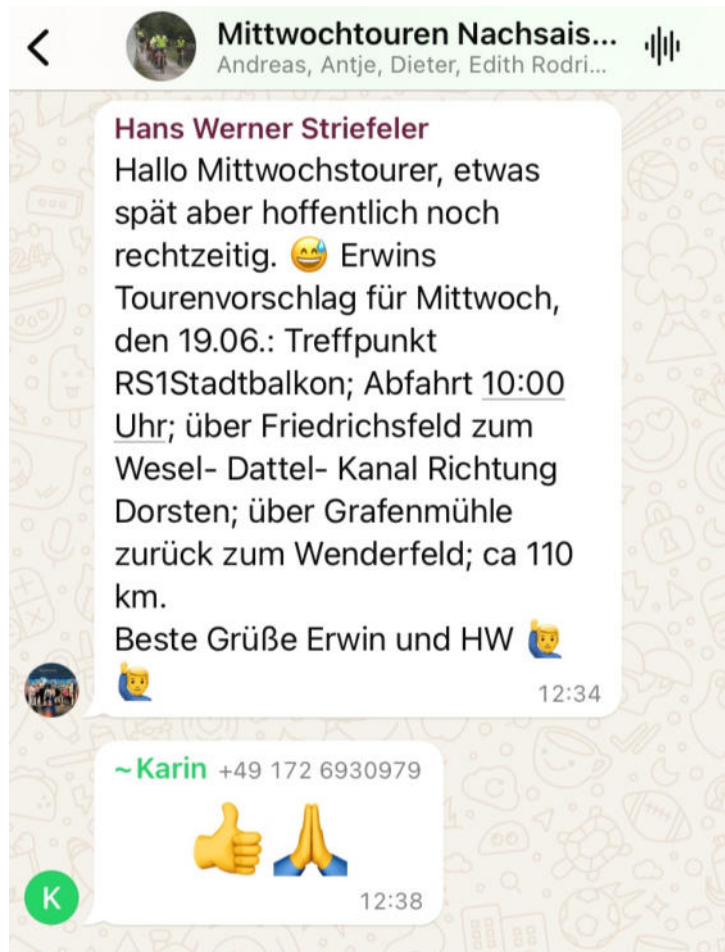 Mittwochtouren Nachsais...
Andreas, Antje, Dieter, Edith Rodri...
Hans Werner Striefeler
Hallo Mittwochstourer, etwas
spät aber hoffentlich noch
rechtzeitig. 😅 Erwins
Tourenvorschlag für Mittwoch,
den 19.06.: Treffpunkt
RS1Stadtbalkon; Abfahrt 10:00
Uhr; über Friedrichsfeld zum
Wesel- Dattel- Kanal Richtung
Dorsten; über Grafenmühle
zurück zum Wenderfeld; ca 110
km.
Beste Grüße Erwin und HW 🙋‍♂️
🙋‍♂️
12:34
~Karin +49 172 6930979
👍🙏
K
12:38